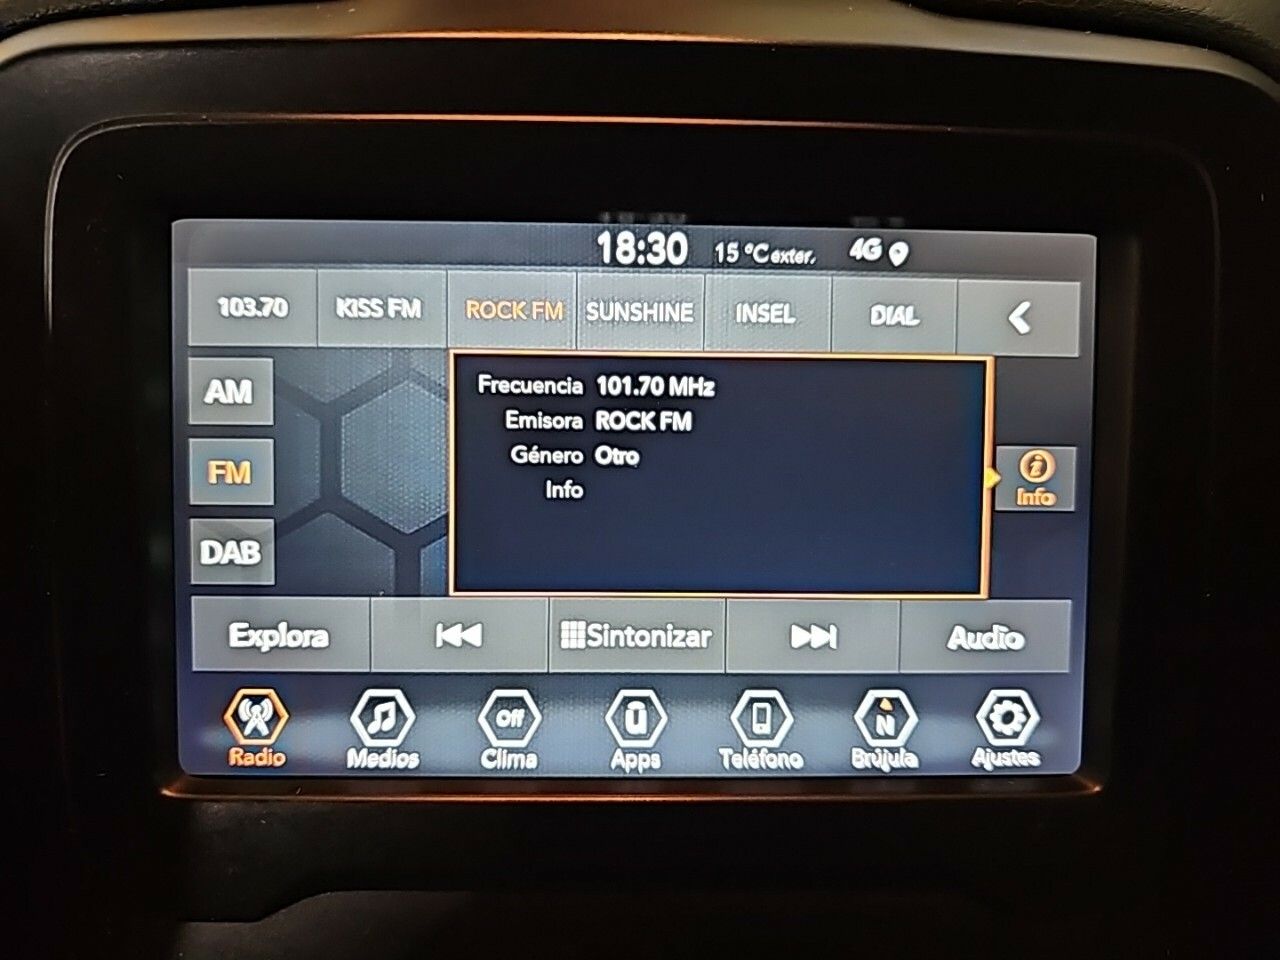 18:30 15 °C exter. 4G
103.70 KISS FM ROCK FM SUNSHINE INSEL DIAL
AM
FM
DAB
Frecuencia 101.70 MHz
Emisora ROCK FM
Género Otro
Info
Info
Explora Sintonizar Audio
Off N
Radio Medios Clima Apps Teléfono Brújula Ajustes